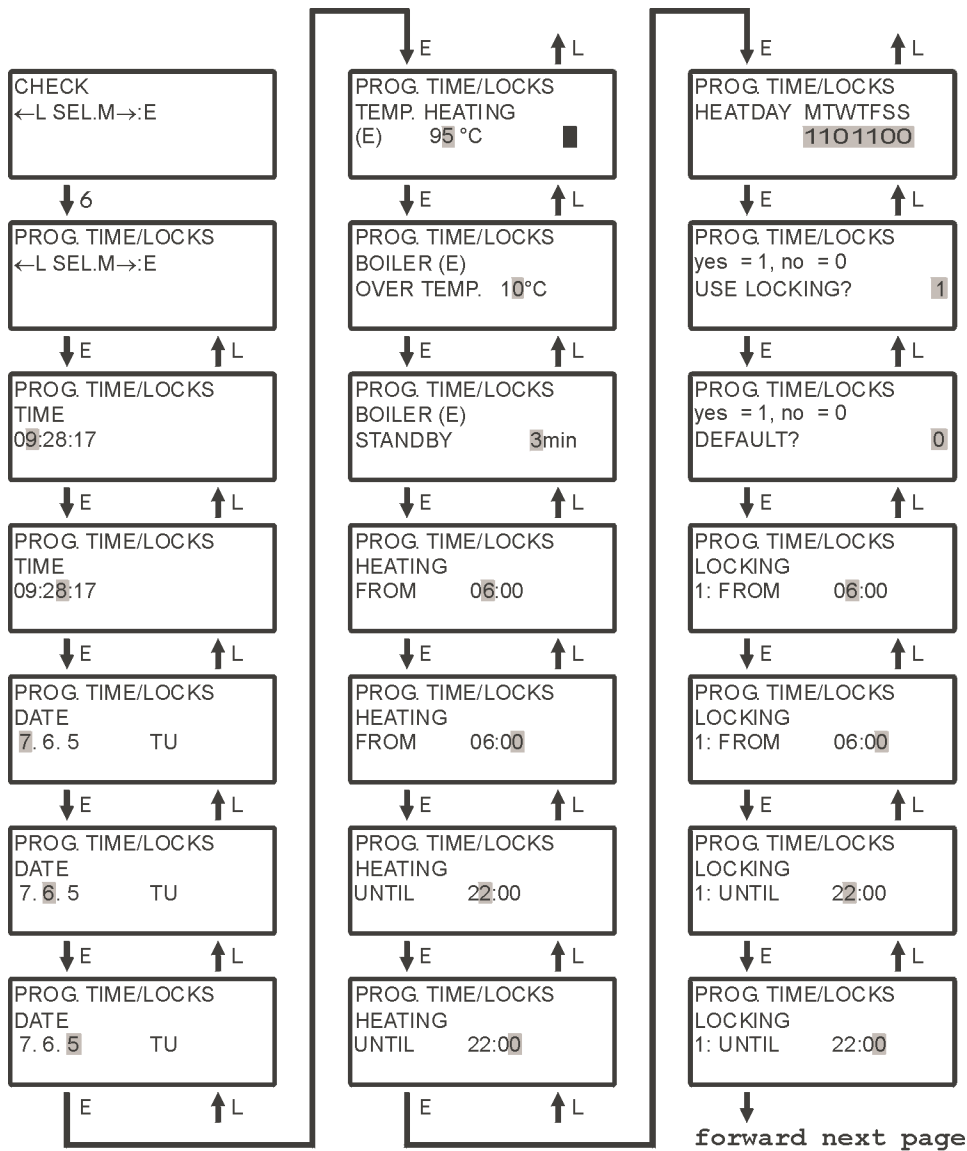 CHECK
←L SEL.M→:E
6
PROG. TIME/LOCKS
←L SEL.M→:E
E L
PROG. TIME/LOCKS
TIME
09:28:17
E L
PROG. TIME/LOCKS
TIME
09:28:17
E L
PROG. TIME/LOCKS
DATE
7. 6. 5 TU
E L
PROG. TIME/LOCKS
DATE
7. 6. 5 TU
E L
PROG. TIME/LOCKS
DATE
7. 6. 5 TU
E L
E L
PROG. TIME/LOCKS
TEMP. HEATING
(E) 95 °C
E L
PROG. TIME/LOCKS
BOILER (E)
OVER TEMP. 10°C
E L
PROG. TIME/LOCKS
BOILER (E)
STANDBY 3min
E L
PROG. TIME/LOCKS
HEATING
FROM 06:00
E L
PROG. TIME/LOCKS
HEATING
FROM 06:00
E L
PROG. TIME/LOCKS
HEATING
UNTIL 22:00
E L
PROG. TIME/LOCKS
HEATING
UNTIL 22:00
E L
E L
PROG. TIME/LOCKS
HEATDAY MTWTFSS
1101100
E L
PROG. TIME/LOCKS
yes = 1, no = 0
USE LOCKING? 1
E L
PROG. TIME/LOCKS
yes = 1, no = 0
DEFAULT? 0
E L
PROG. TIME/LOCKS
LOCKING
1: FROM 06:00
E L
PROG. TIME/LOCKS
LOCKING
1: FROM 06:00
E L
PROG. TIME/LOCKS
LOCKING
1: UNTIL 22:00
E L
PROG. TIME/LOCKS
LOCKING
1: UNTIL 22:00
forward next page